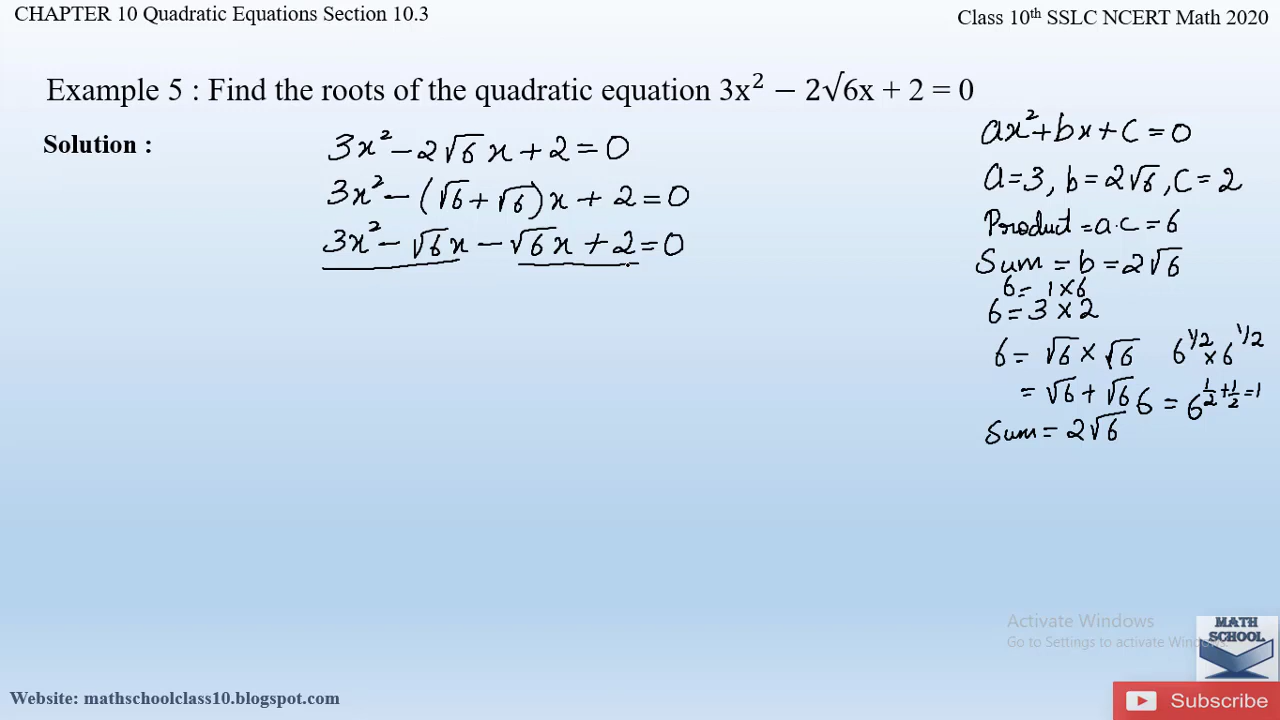 CHAPTER 10 Quadratic Equations Section 10.3
Class 10th SSLC NCERT Math 2020
Example 5 : Find the roots of the quadratic equation 3x² − 2√6x + 2 = 0
Solution :
3x² − 2√6 x + 2 = 0
3x² − (√6 + √6)x + 2 = 0
3x² − √6x − √6x + 2 = 0
ax² + bx + c = 0
a = 3, b = 2√6, c = 2
Product = a.c = 6
Sum = b = 2√6
6 = 1 × 6
6 = 3 × 2
6 = √6 × √6
= √6 + √6
Sum = 2√6
6^1/2 × 6^1/2
6 = 6^1/2 + 1/2 = 1
Activate Windows
Go to Settings to activate Windows.
MATH
SCHOOL
Website: mathschoolclass10.blogspot.com
Subscribe